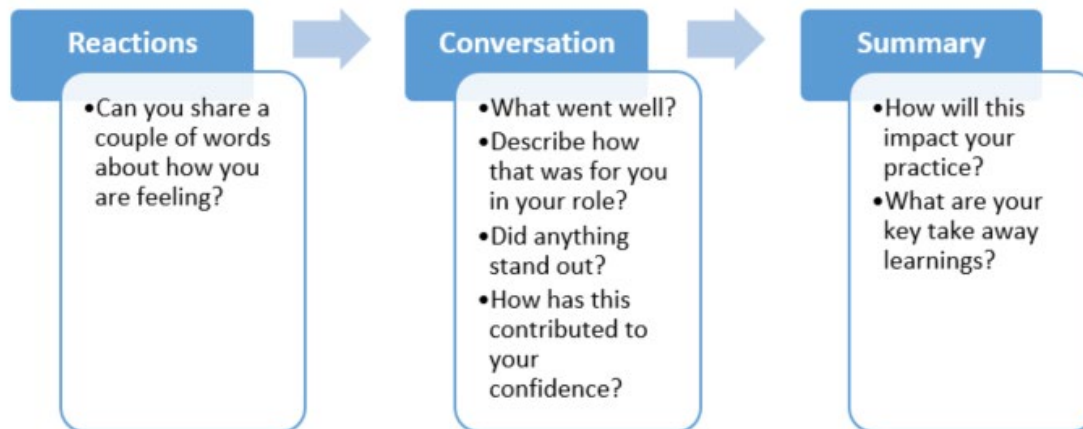 Reactions
•Can you share a
couple of words
about how you
are feeling?
Conversation
•What went well?
•Describe how
that was for you
in your role?
•Did anything
stand out?
•How has this
contributed to
your
confidence?
Summary
•How will this
impact your
practice?
•What are your
key take away
learnings?